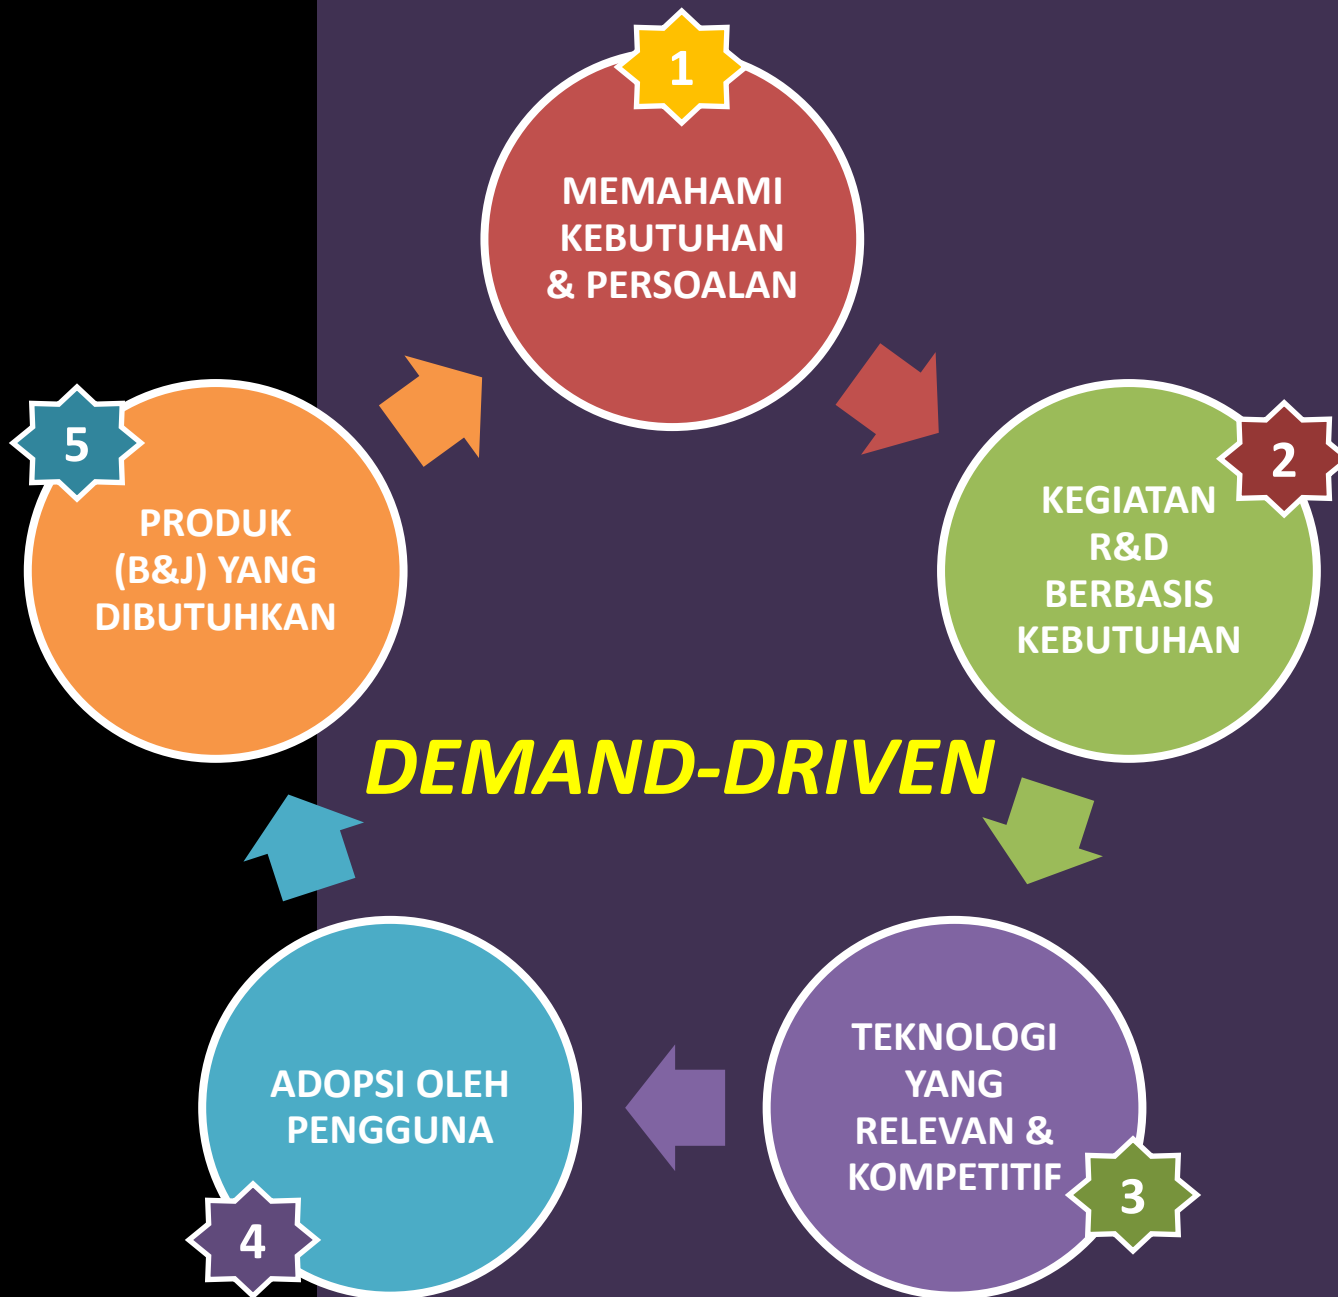 1
MEMAHAMI
KEBUTUHAN
& PERSOALAN
2
KEGIATAN
R&D
BERBASIS
KEBUTUHAN
3
TEKNOLOGI
YANG
RELEVAN &
KOMPETITIF
4
ADOPSI OLEH
PENGGUNA
5
PRODUK
(B&J) YANG
DIBUTUHKAN
DEMAND-DRIVEN